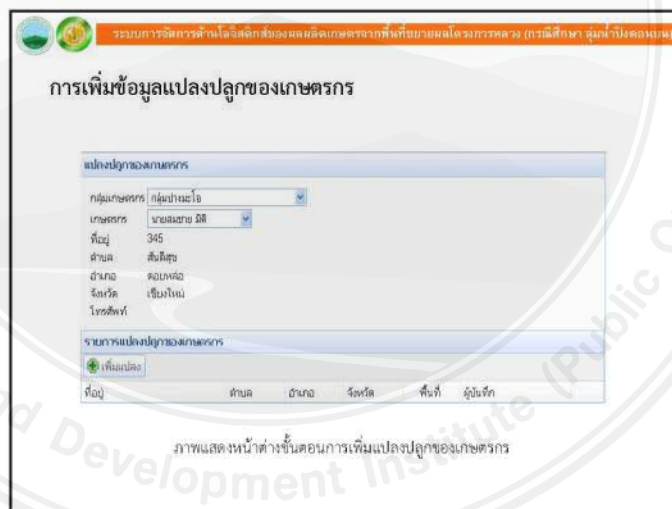 ระบบการจัดการด้านโลจิสติกส์ของผลผลิตเกษตรจากพื้นที่ขยายผลโครงการหลวง (กรณีศึกษา ลุ่มน้ำปิงตอนบน)
การเพิ่มข้อมูลแปลงปลูกของเกษตรกร
แปลงปลูกของเกษตรกร
กลุ่มเกษตรกร กลุ่มปางมะโอ
เกษตรกร นายสมชาย มิติ
ที่อยู่ 345
ตำบล สันติสุข
อำเภอ ดอยหล่อ
จังหวัด เชียงใหม่
โทรศัพท์
รายการแปลงปลูกของเกษตรกร
เพิ่มแปลง
ที่อยู่ ตำบล อำเภอ จังหวัด พื้นที่ ผู้บันทึก
ภาพแสดงหน้าต่างขั้นตอนการเพิ่มแปลงปลูกของเกษตรกร
Development Institute (Public